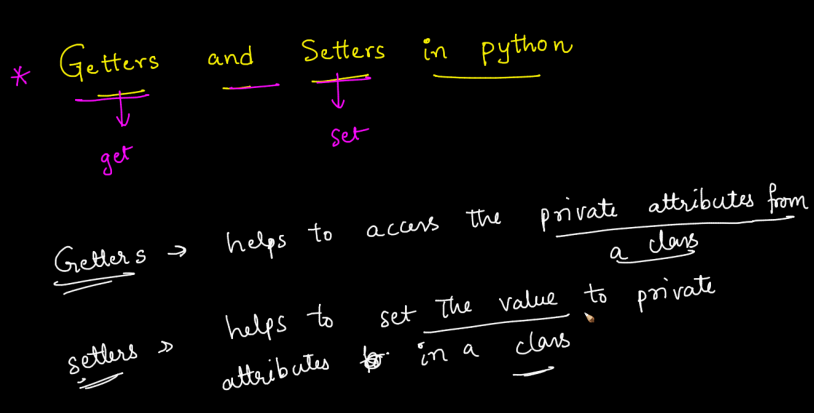 * Getters and Setters in python
get set
Getters → helps to access the private attributes from
a class
setters → helps to set the value to private
attributes in a class